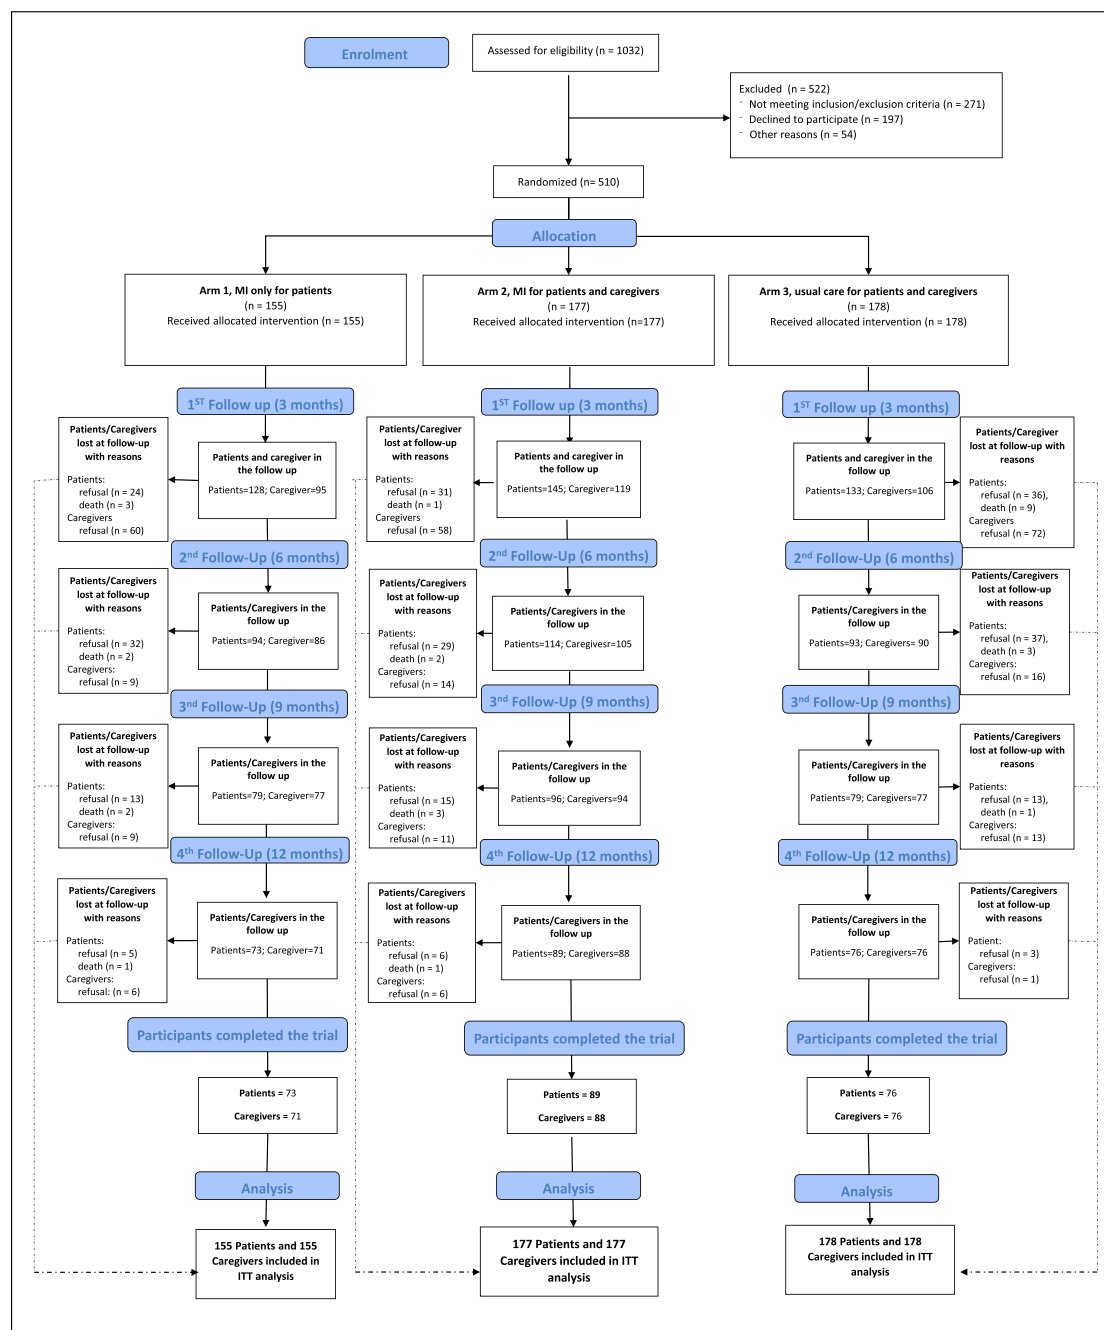 Enrolment
Assessed for eligibility (n = 1032)
Excluded  (n = 522)
⁻ Not meeting inclusion/exclusion criteria (n = 271)
⁻ Declined to participate (n = 197)
⁻ Other reasons (n = 54)
Randomized (n= 510)
Allocation
Arm 1, MI only for patients
(n = 155)
Received allocated intervention (n = 155)
Arm 2, MI for patients and caregivers
(n = 177)
Received allocated intervention (n=177)
Arm 3, usual care for patients and caregivers
(n = 178)
Received allocated intervention (n = 178)
1ST Follow up (3 months)
1ST Follow up (3 months)
1ST Follow up (3 months)
Patients/Caregivers
lost at follow-up
with reasons
Patients:
refusal (n = 24)
death (n = 3)
Caregivers
refusal (n = 60)
Patients and caregiver in
the follow up
Patients=128; Caregiver=95
Patients/Caregiver
lost at follow-up
with reasons
Patients:
refusal (n = 31)
death (n = 1)
Caregivers
refusal (n = 58)
Patients and caregiver in the
follow up
Patients=145; Caregiver=119
Patients and caregiver in the
follow up
Patients=133; Caregivers=106
Patients/Caregiver
lost at follow-up with
reasons
Patients:
refusal (n = 36),
death (n = 9)
Caregivers
refusal (n = 72)
2nd Follow-Up (6 months)
2nd Follow-Up (6 months)
2nd Follow-Up (6 months)
Patients/Caregivers
lost at follow-up
with reasons
Patients:
refusal (n = 32)
death (n = 2)
Caregivers:
refusal (n = 9)
Patients/Caregivers in the
follow up
Patients=94; Caregiver=86
Patients/Caregivers
lost at follow-up
with reasons
Patients:
refusal (n = 29)
death (n = 2)
Caregivers:
refusal (n = 14)
Patients/Caregivers in the
follow up
Patients=114; Caregivesr=105
Patients/Caregivers in the
follow up
Patients=93; Caregivers= 90
Patients/Caregivers
lost at follow-up with
reasons
Patients:
refusal (n = 37),
death (n = 3)
Caregivers:
refusal (n = 16)
3nd Follow-Up (9 months)
3nd Follow-Up (9 months)
3nd Follow-Up (9 months)
Patients/Caregivers
lost at follow-up
with reasons
Patients:
refusal (n = 13)
death (n = 2)
Caregivers:
refusal (n = 9)
Patients/Caregivers in the
follow up
Patients=79; Caregiver=77
Patients/Caregivers
lost at follow-up
with reasons
Patients:
refusal (n = 15)
death (n = 3)
Caregivers:
refusal (n = 11)
Patients/Caregivers in the
follow up
Patients=96; Caregivers=94
Patients/Caregivers in the
follow up
Patients=79; Caregiver=77
Patients/Caregivers
lost at follow-up with
reasons
Patients:
refusal (n = 13),
death (n = 1)
Caregivers:
refusal (n = 13)
4th Follow-Up (12 months)
4th Follow-Up (12 months)
4th Follow-Up (12 months)
Patients/Caregivers
lost at follow-up
with reasons
Patients:
refusal (n = 5)
death (n = 1)
Caregivers:
refusal: (n = 6)
Patients/Caregivers in the
follow up
Patients=73; Caregiver=71
Patients/Caregivers
lost at follow-up
with reasons
Patients:
refusal (n = 6)
death (n = 1)
Caregivers:
refusal (n = 6)
Patients/Caregivers in the
follow up
Patients=89; Caregivers=88
Patients/Caregivers in the
follow up
Patients=76; Caregivers=76
Patients/Caregivers
lost at follow-up with
reasons
Patient:
refusal (n = 3)
Caregivers:
refusal (n = 1)
Participants completed the trial
Participants completed the trial
Participants completed the trial
Patients = 73
Caregivers = 71
Patients = 89
Caregivers = 88
Patients = 76
Caregivers = 76
Analysis
Analysis
Analysis
155 Patients and 155
Caregivers included in
ITT analysis
177 Patients and 177
Caregivers included in ITT
analysis
178 Patients and 178
Caregivers included in ITT
analysis